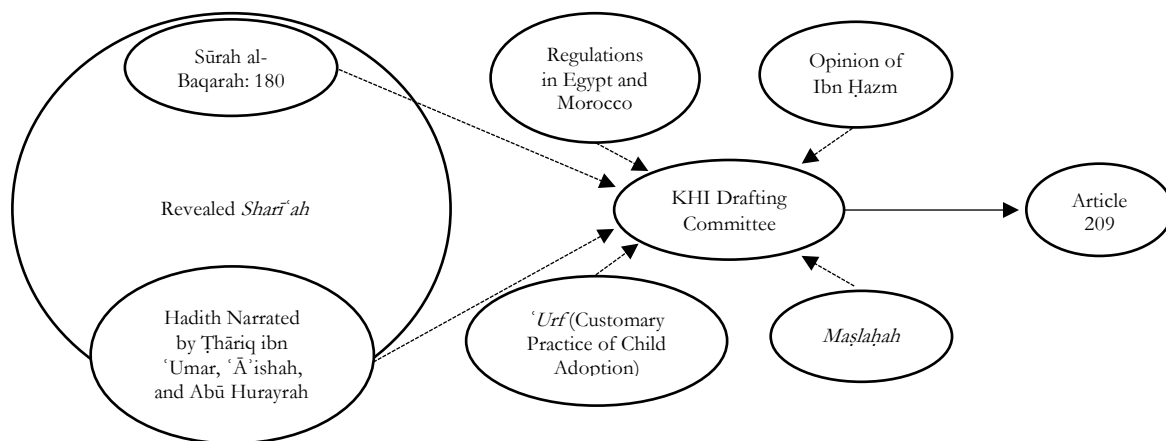 Sūrah al-
Baqarah: 180
Revealed Sharīʿah
Hadith Narrated
by Ṭhāriq ibn
ʿUmar, ʿĀʾishah,
and Abū Hurayrah
Regulations
in Egypt and
Morocco
Opinion of
Ibn Ḥazm
KHI Drafting
Committee
ʿUrf (Customary
Practice of Child
Adoption)
Maṣlaḥah
Article
209